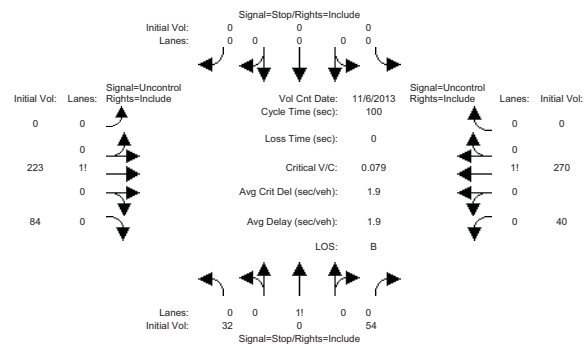 Signal=Stop/Rights=Include
Initial Vol: 0 0 0
Lanes: 0 0 0 0 0
Signal=Uncontrol
Initial Vol: Lanes: Rights=Include
Vol Cnt Date: 11/6/2013
Signal=Uncontrol
Rights=Include Lanes: Initial Vol:
Cycle Time (sec): 100
0 0 0 0
Loss Time (sec): 0
0 0
223 1! Critical V/C: 0.079 1! 270
0 Avg Crit Del (sec/veh): 1.9 0
84 0 Avg Delay (sec/veh): 1.9 0 40
LOS: B
Lanes: 0 0 1! 0 0
Initial Vol: 32 0 54
Signal=Stop/Rights=Include